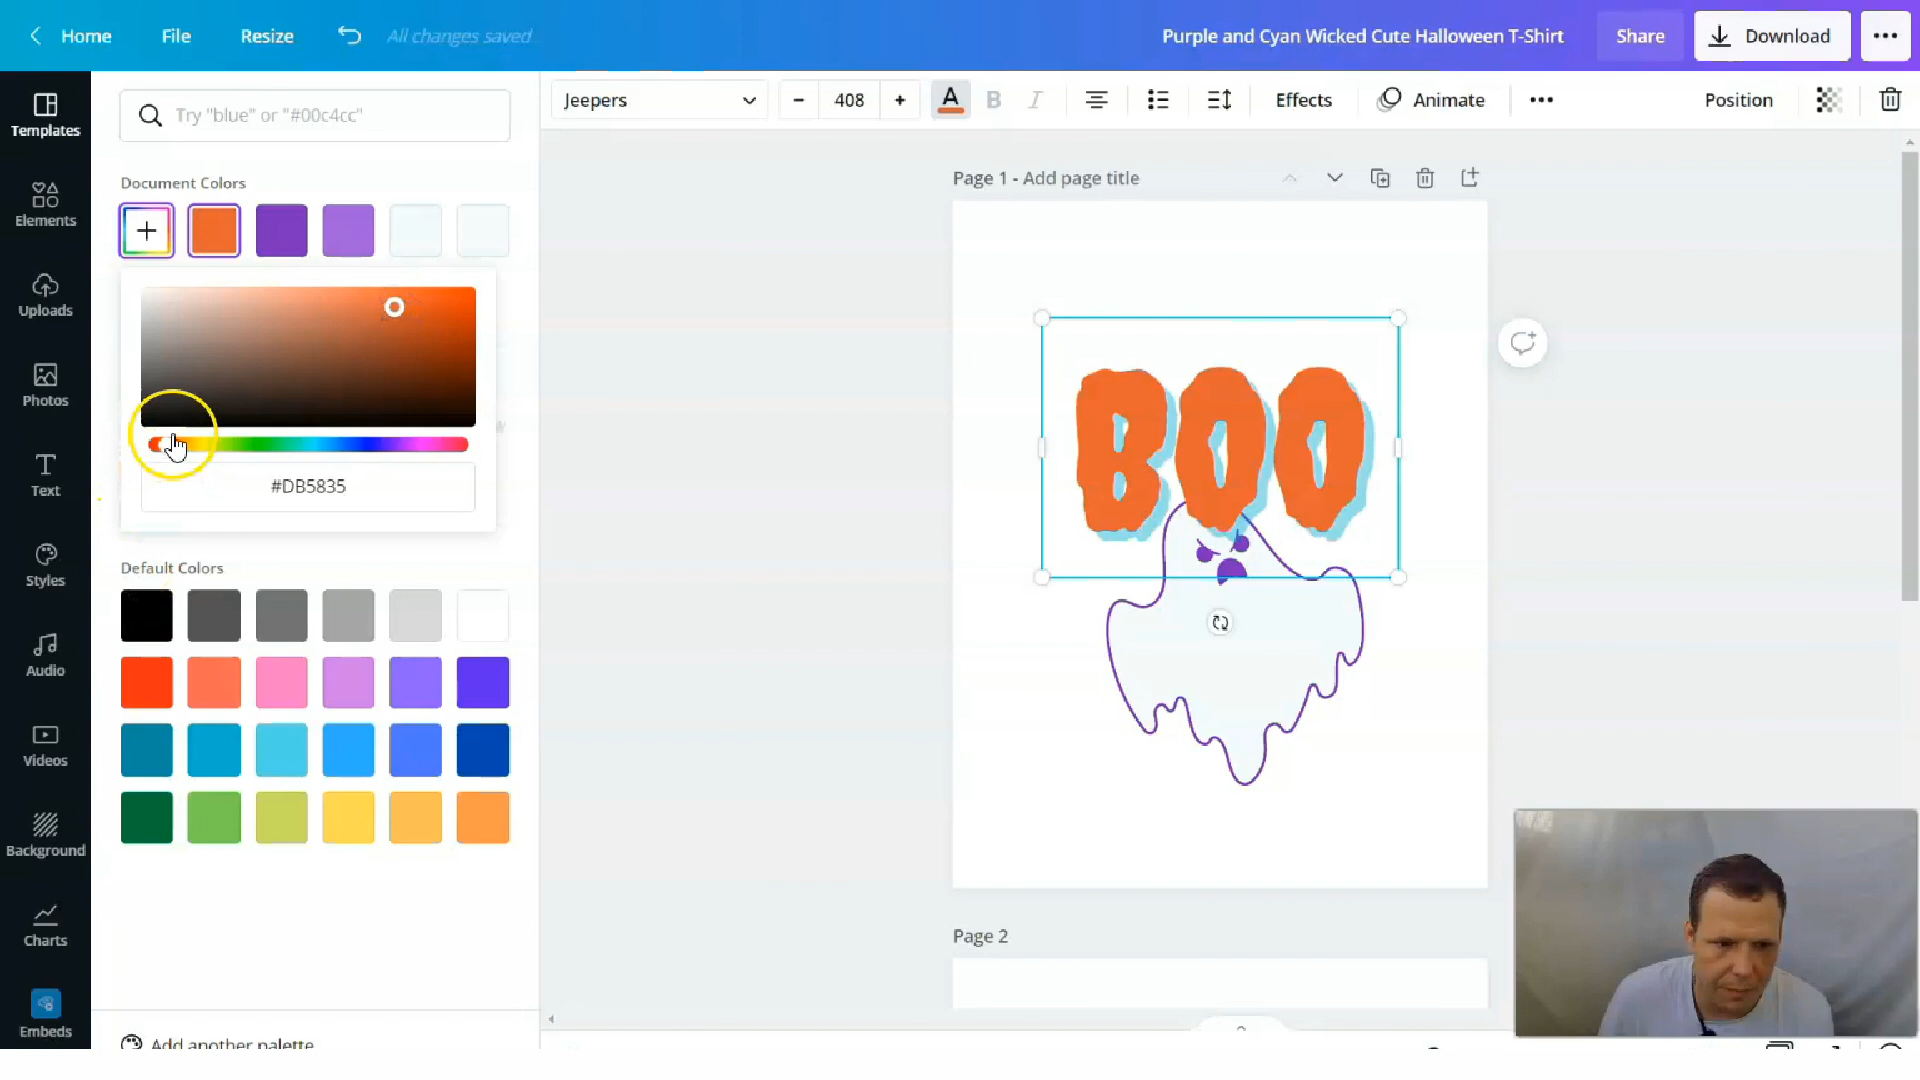 Home File Resize All changes saved Purple and Cyan Wicked Cute Halloween T-Shirt Share Download
Try "blue" or "#00c4cc" Jeepers 408 A B I Effects Animate Position
Templates
Document Colors
Page 1 - Add page title
Elements
Uploads
Photos
BOO
Text
#DB5835
Styles
Default Colors
Audio
Videos
Background
Charts
Page 2
Embeds
Add another palette